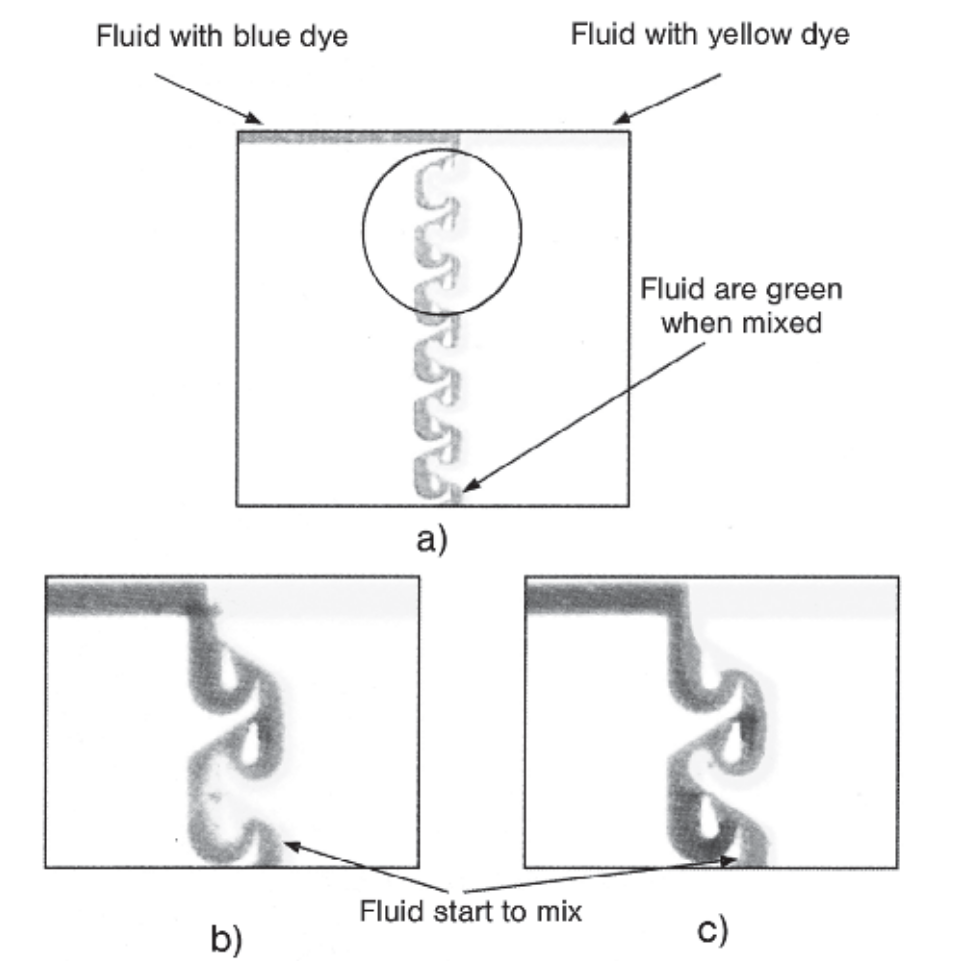 Fluid with blue dye
Fluid with yellow dye
Fluid are green
when mixed
a)
Fluid start to mix
b)
c)